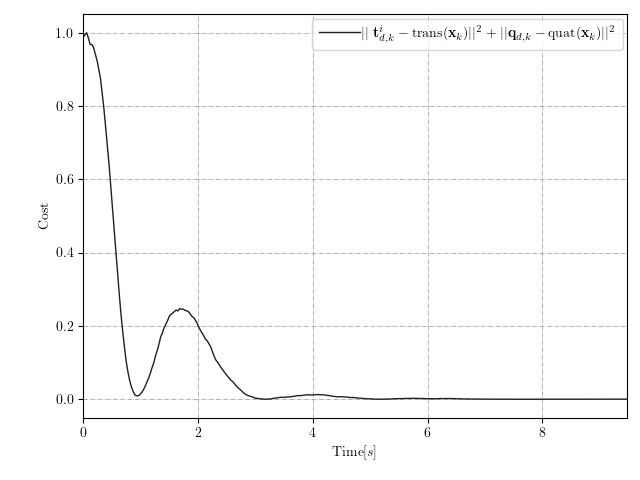 || t^i_{d,k} − trans(x_k)||² + ||q_{d,k} − quat(x_k)||²
1.0
0.8
0.6
0.4
0.2
0.0
Cost
0 2 4 6 8
Time[s]